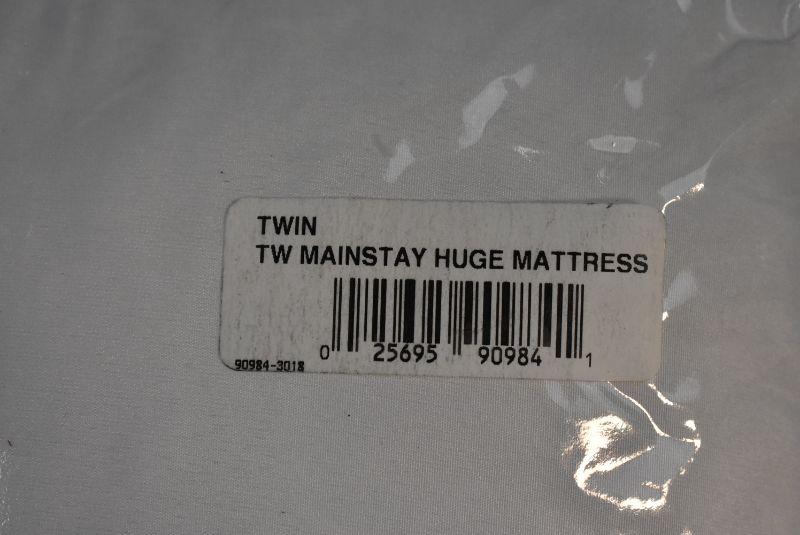 TWIN
TW MAINSTAY HUGE MATTRESS
0 25695 90984 1
90984-3018